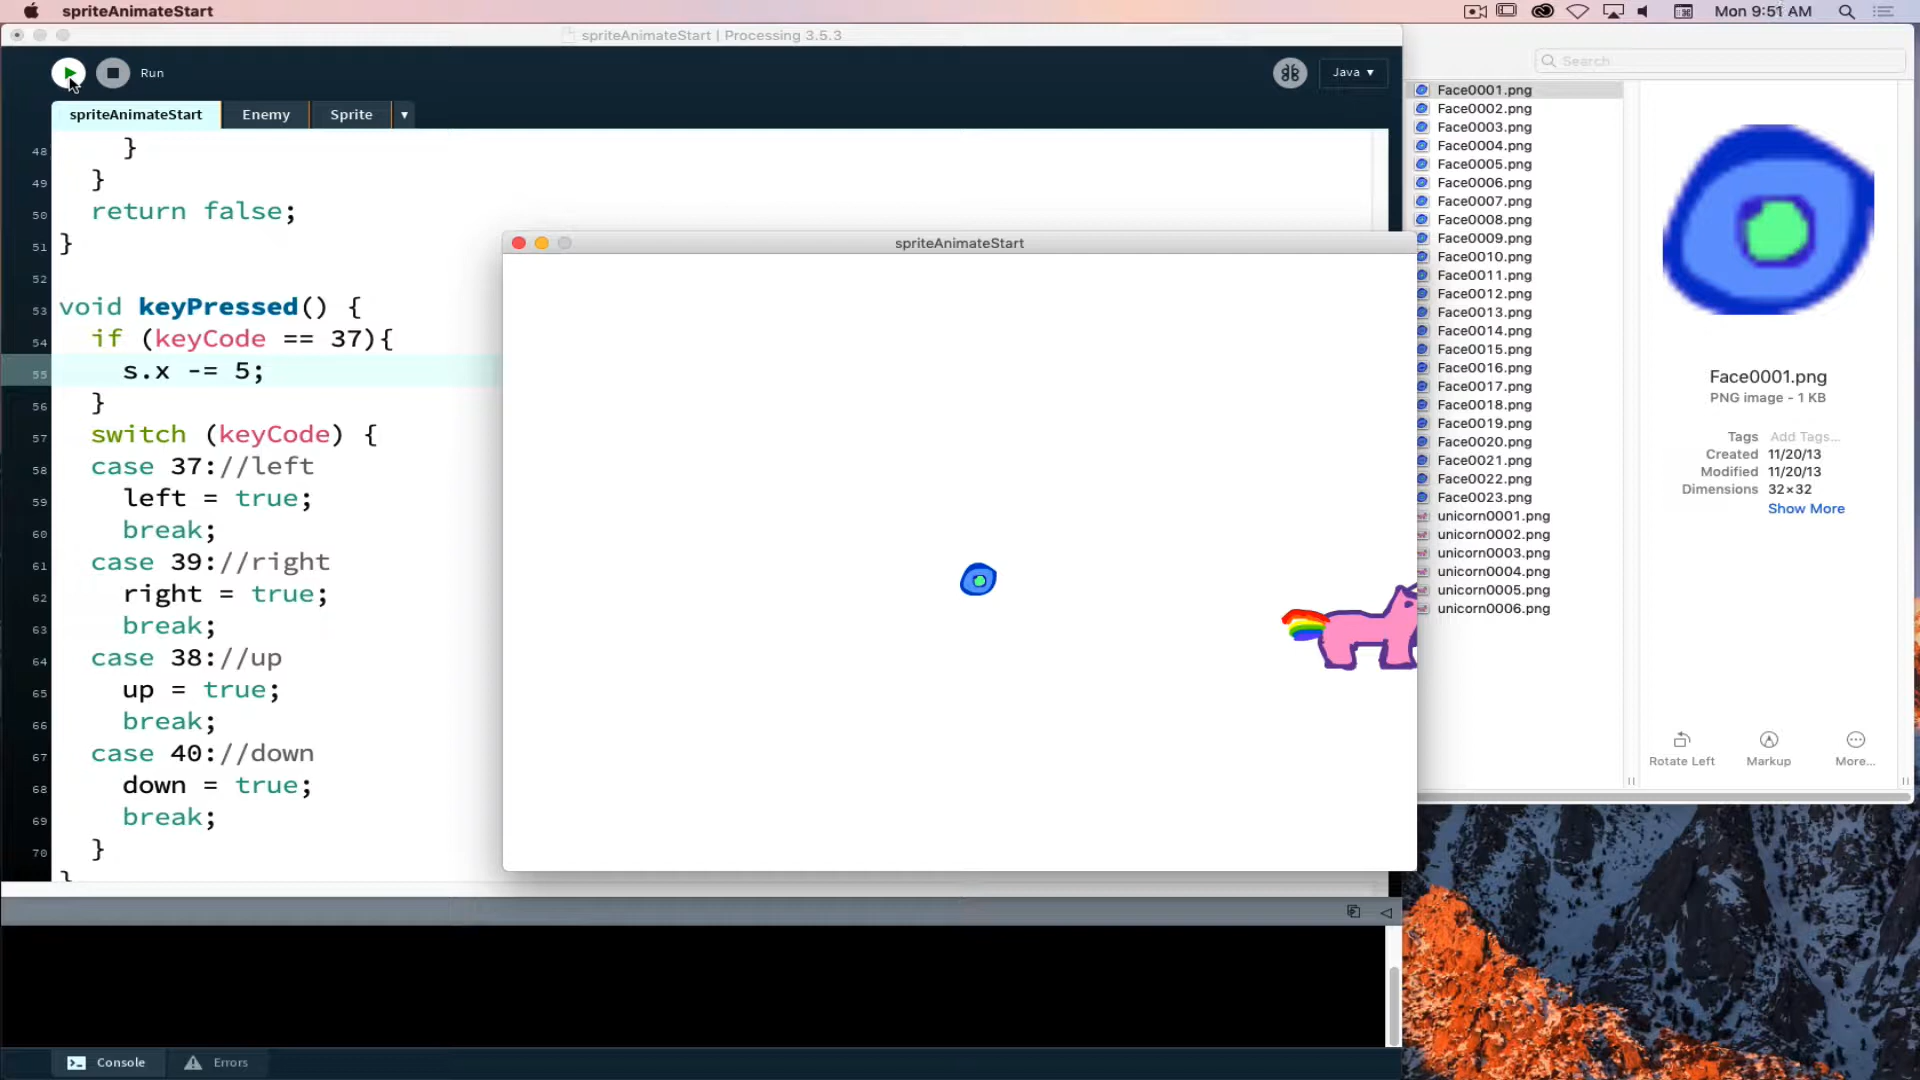 spriteAnimateStart
Mon 9:51 AM
spriteAnimateStart | Processing 3.5.3
Run
Java ▾
spriteAnimateStart
Enemy
Sprite
▾
48 }
49 }
50 return false;
51 }
52
53 void keyPressed() {
54 if (keyCode == 37){
55 s.x -= 5;
56 }
57 switch (keyCode) {
58 case 37://left
59 left = true;
60 break;
61 case 39://right
62 right = true;
63 break;
64 case 38://up
65 up = true;
66 break;
67 case 40://down
68 down = true;
69 break;
70 }
}
spriteAnimateStart
Console
Errors
Search
Face0001.png
Face0002.png
Face0003.png
Face0004.png
Face0005.png
Face0006.png
Face0007.png
Face0008.png
Face0009.png
Face0010.png
Face0011.png
Face0012.png
Face0013.png
Face0014.png
Face0015.png
Face0016.png
Face0017.png
Face0018.png
Face0019.png
Face0020.png
Face0021.png
Face0022.png
Face0023.png
unicorn0001.png
unicorn0002.png
unicorn0003.png
unicorn0004.png
unicorn0005.png
unicorn0006.png
Face0001.png
PNG image - 1 KB
Tags Add Tags...
Created 11/20/13
Modified 11/20/13
Dimensions 32×32
Show More
Rotate Left
Markup
More...